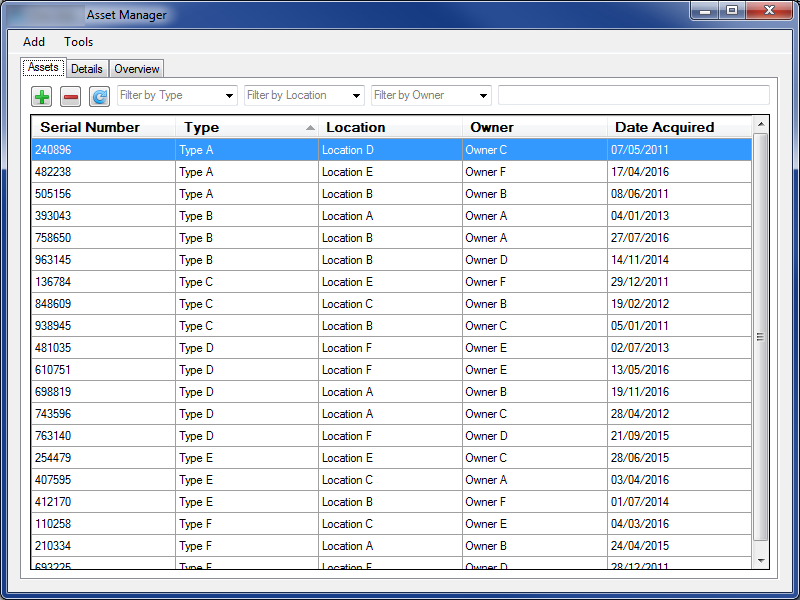 Asset Manager
Add Tools
Assets Details Overview
Filter by Type Filter by Location Filter by Owner
Serial Number Type Location Owner Date Acquired
240896 Type A Location D Owner C 07/05/2011
482238 Type A Location E Owner F 17/04/2016
505156 Type A Location B Owner B 08/06/2011
393043 Type B Location A Owner A 04/01/2013
758650 Type B Location B Owner A 27/07/2016
963145 Type B Location B Owner D 14/11/2014
136784 Type C Location E Owner F 29/12/2011
848609 Type C Location C Owner B 19/02/2012
938945 Type C Location B Owner C 05/01/2011
481035 Type D Location F Owner E 02/07/2013
610751 Type D Location F Owner E 13/05/2016
698819 Type D Location A Owner B 19/11/2016
743596 Type D Location A Owner C 28/04/2012
763140 Type D Location F Owner D 21/09/2015
254479 Type E Location E Owner C 28/06/2015
407595 Type E Location C Owner A 03/04/2016
412170 Type E Location B Owner F 01/07/2014
110258 Type F Location C Owner E 04/03/2016
210334 Type F Location A Owner B 24/04/2015
693225 Type F Location Owner D 28/12/2011